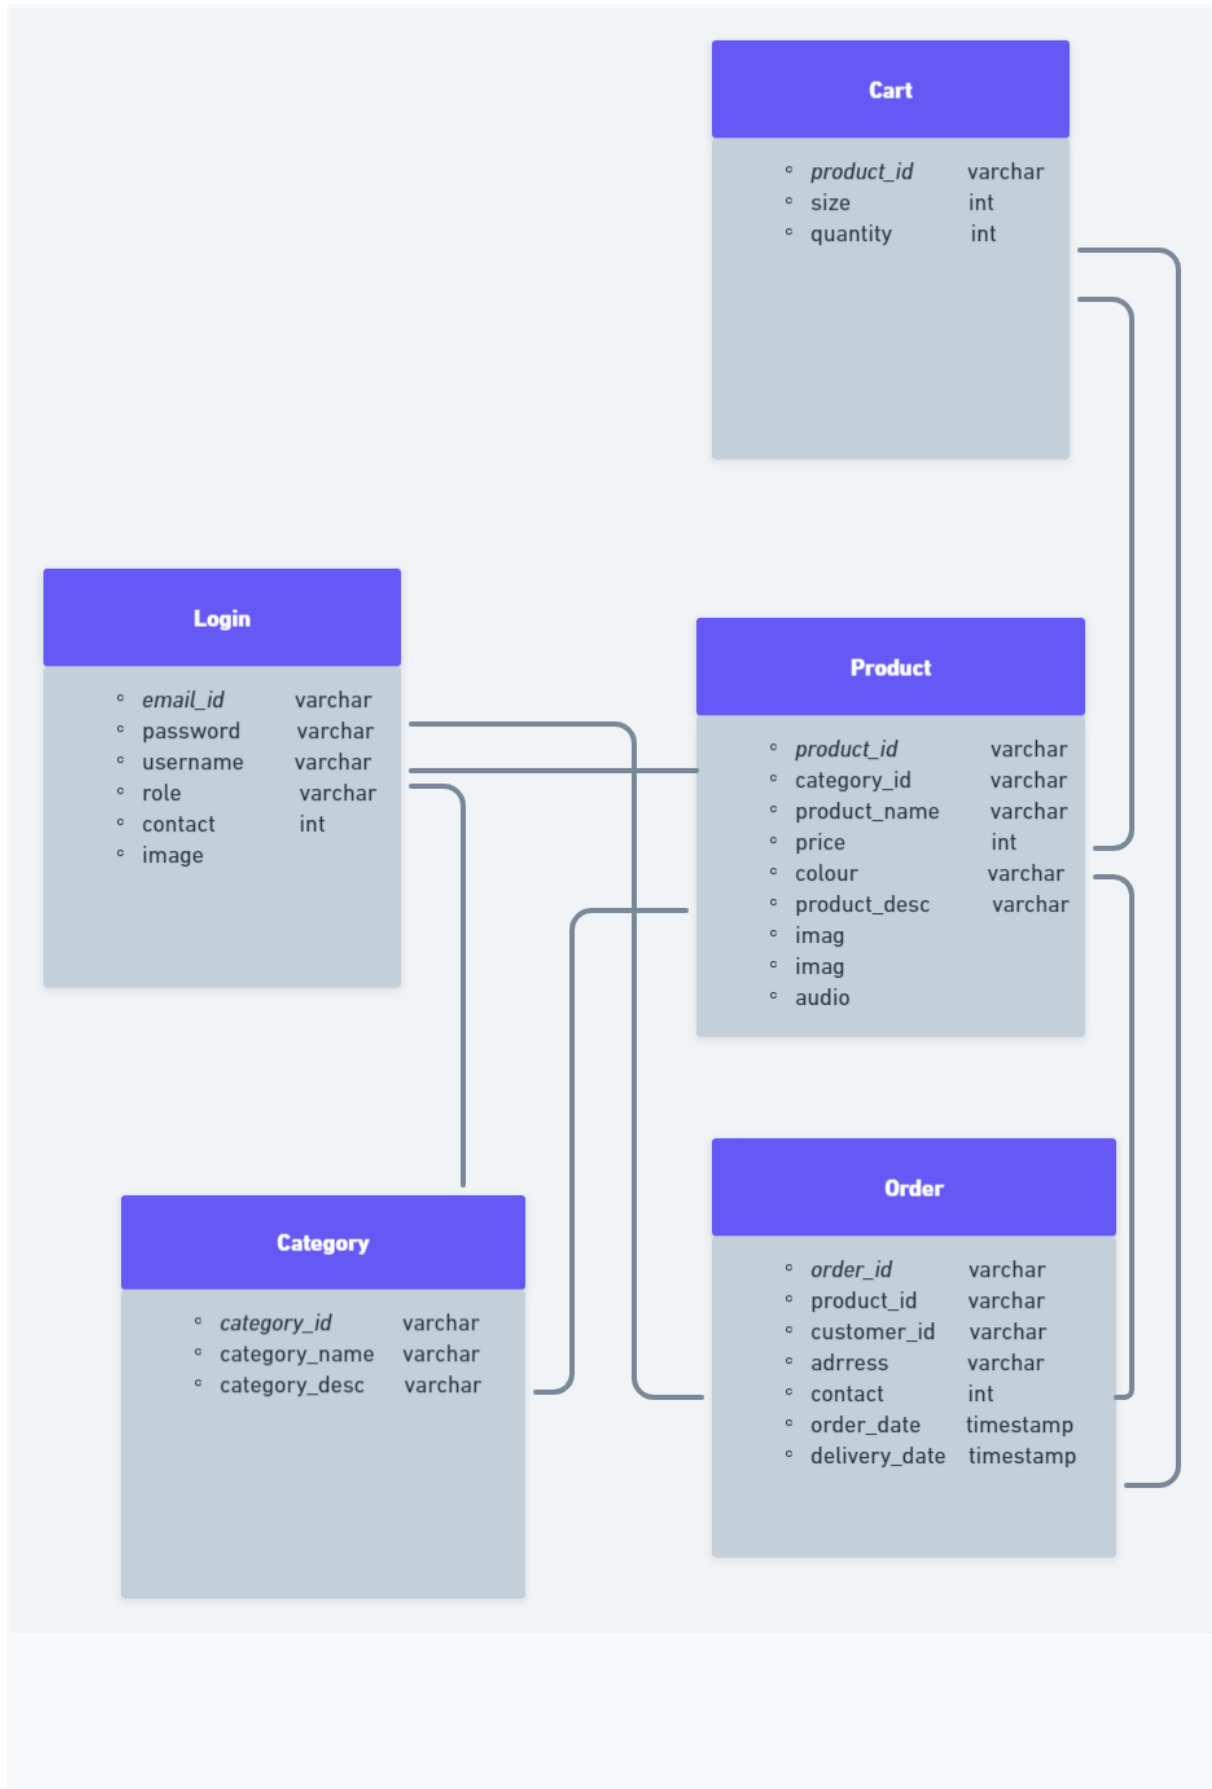 Cart
product_id varchar
size int
quantity int
Login
email_id varchar
password varchar
username varchar
role varchar
contact int
image
Product
product_id varchar
category_id varchar
product_name varchar
price int
colour varchar
product_desc varchar
imag
imag
audio
Category
category_id varchar
category_name varchar
category_desc varchar
Order
order_id varchar
product_id varchar
customer_id varchar
adrress varchar
contact int
order_date timestamp
delivery_date timestamp